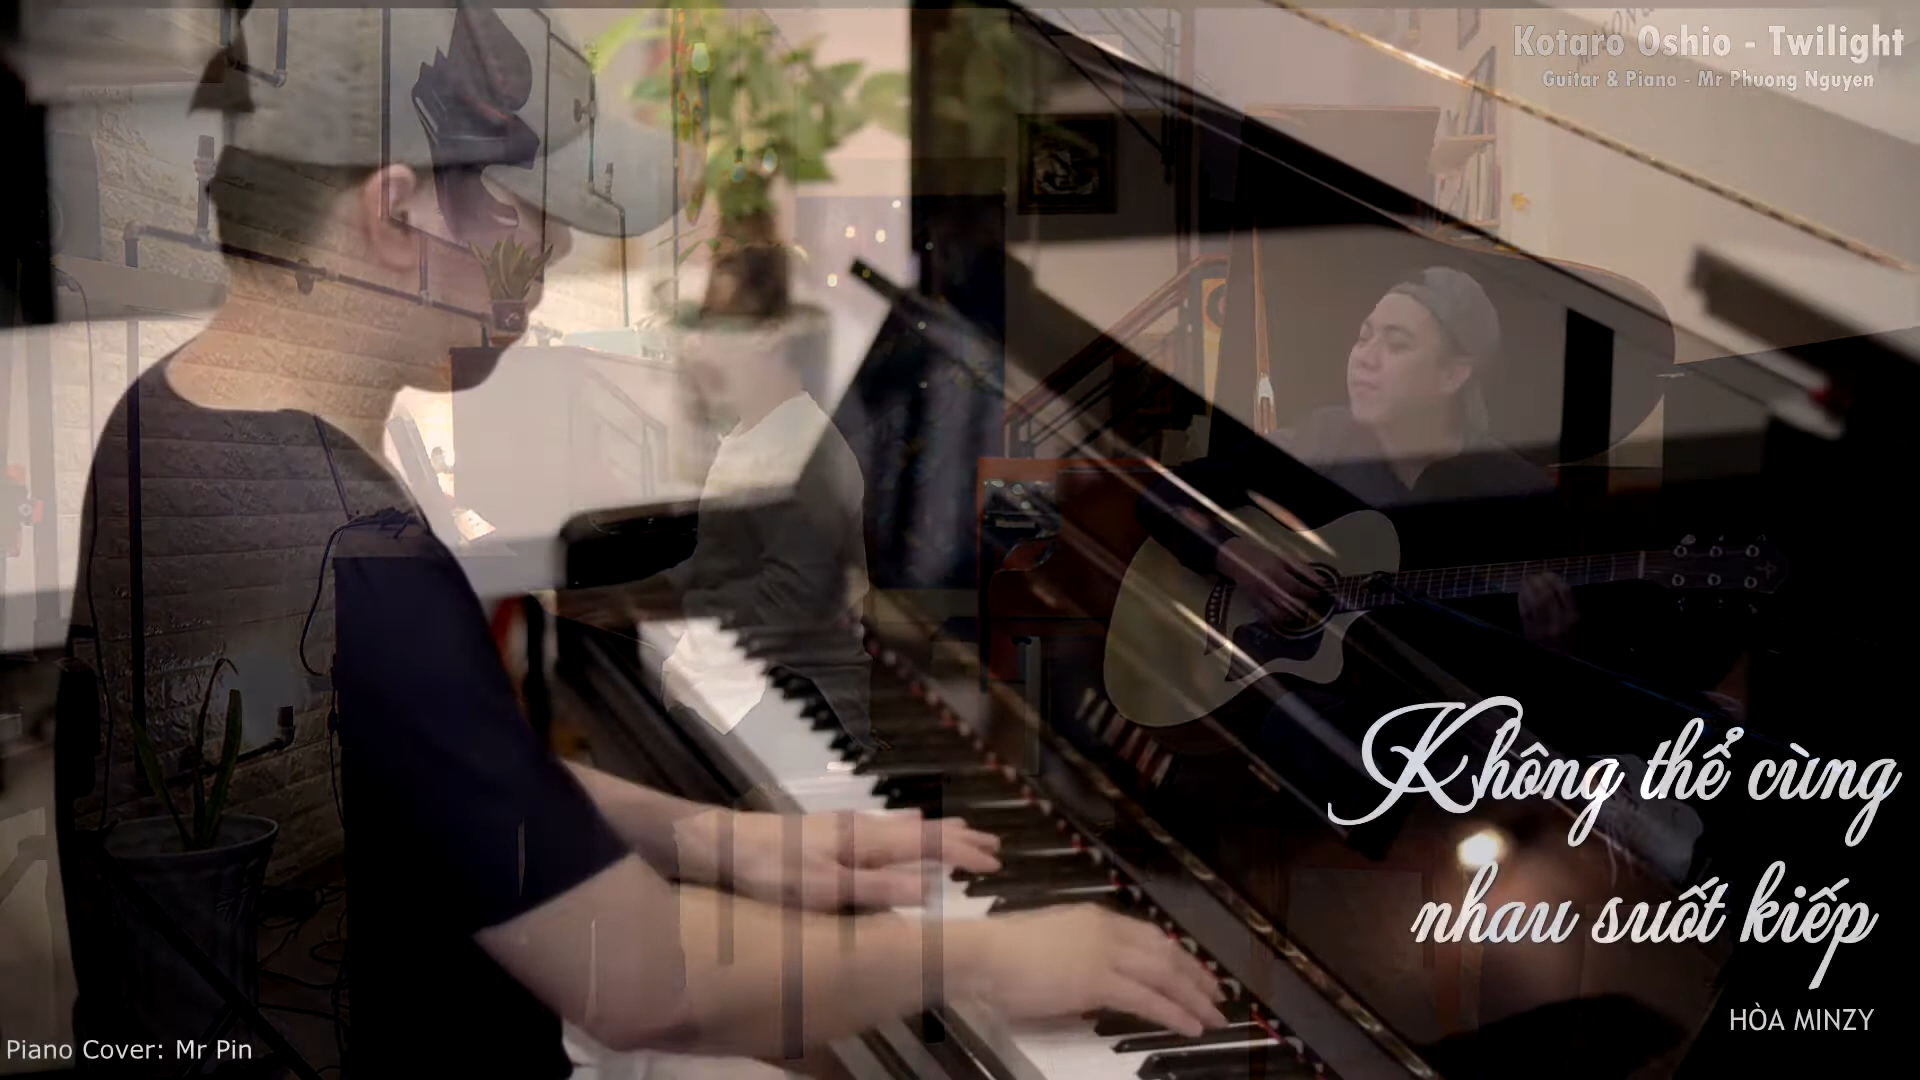 Kotaro Oshio - Twilight
Guitar & Piano - Mr Phuong Nguyen
Không thể cùng
nhau suốt kiếp
HÒA MINZY
Piano Cover: Mr Pin